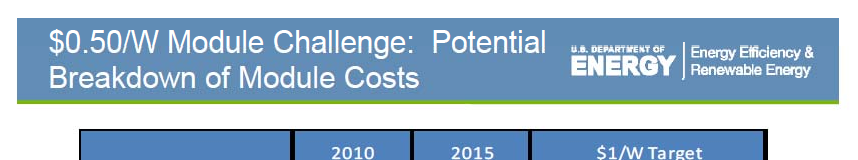 $0.50/W Module Challenge: Potential
Breakdown of Module Costs
U.S. DEPARTMENT OF
ENERGY
Energy Efficiency &
Renewable Energy
2010 2015 $1/W Target